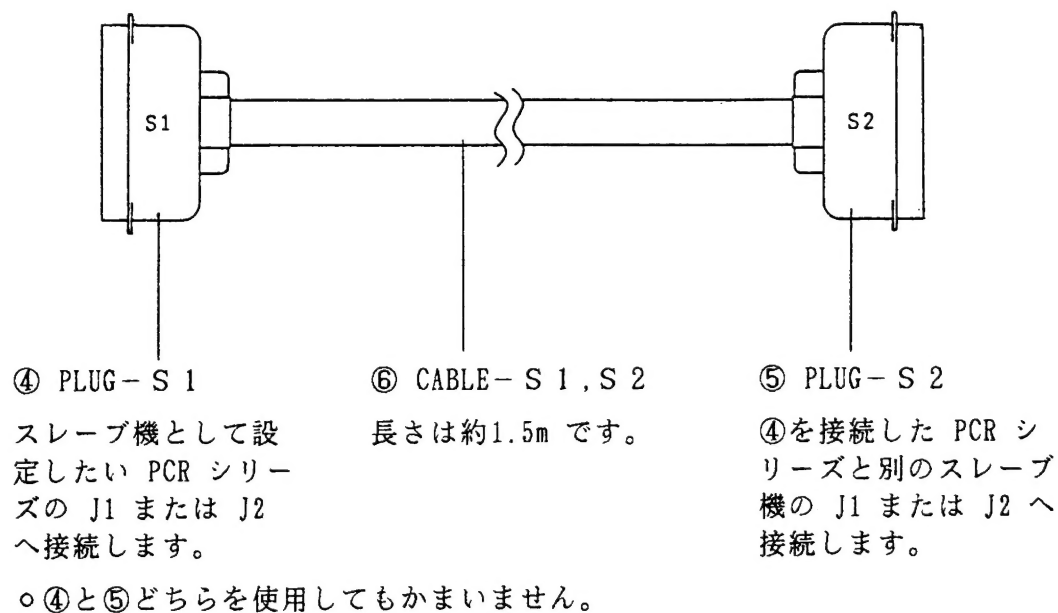 S1
S2
④ PLUG－S 1
スレーブ機として設
定したい PCR シリー
ズの J1 または J2
へ接続します。
⑥ CABLE－S 1,S 2
長さは約1.5m です。
⑤ PLUG－S 2
④を接続した PCR シ
リーズと別のスレーブ
機の J1 または J2 へ
接続します。
○④と⑤どちらを使用してもかまいません。